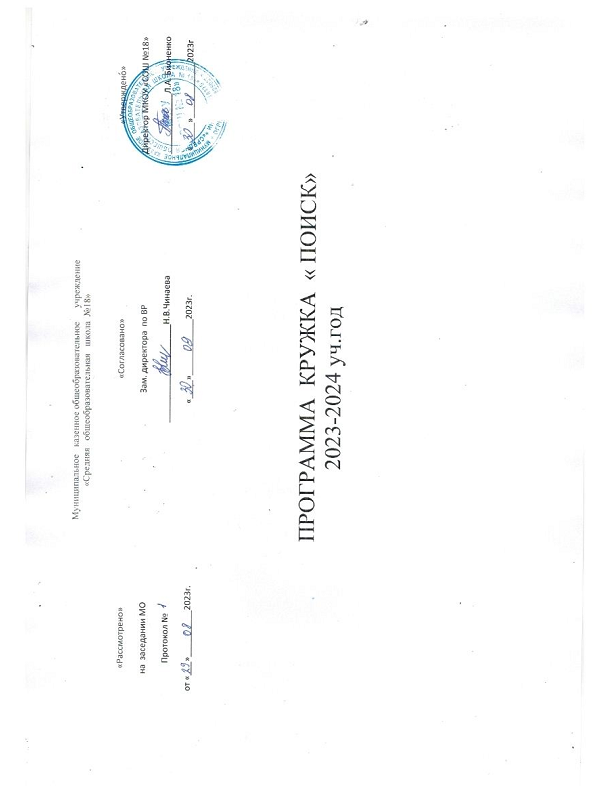 Муниципальное казенное общеобразовательное учреждение
«Средняя общеобразовательная школа №18»
«Рассмотрено»
на заседании МО
Протокол № 1
от «29» 08 2023г.
«Согласовано»
Зам. директора по ВР
Н.В.Чинаева
«30» 09 2023г.
«Утверждено»
Директор МКОУ «СОШ №18»
Л.А.
«30» 08 2023г
ПРОГРАММА КРУЖКА « ПОИСК»
2023-2024 уч.год